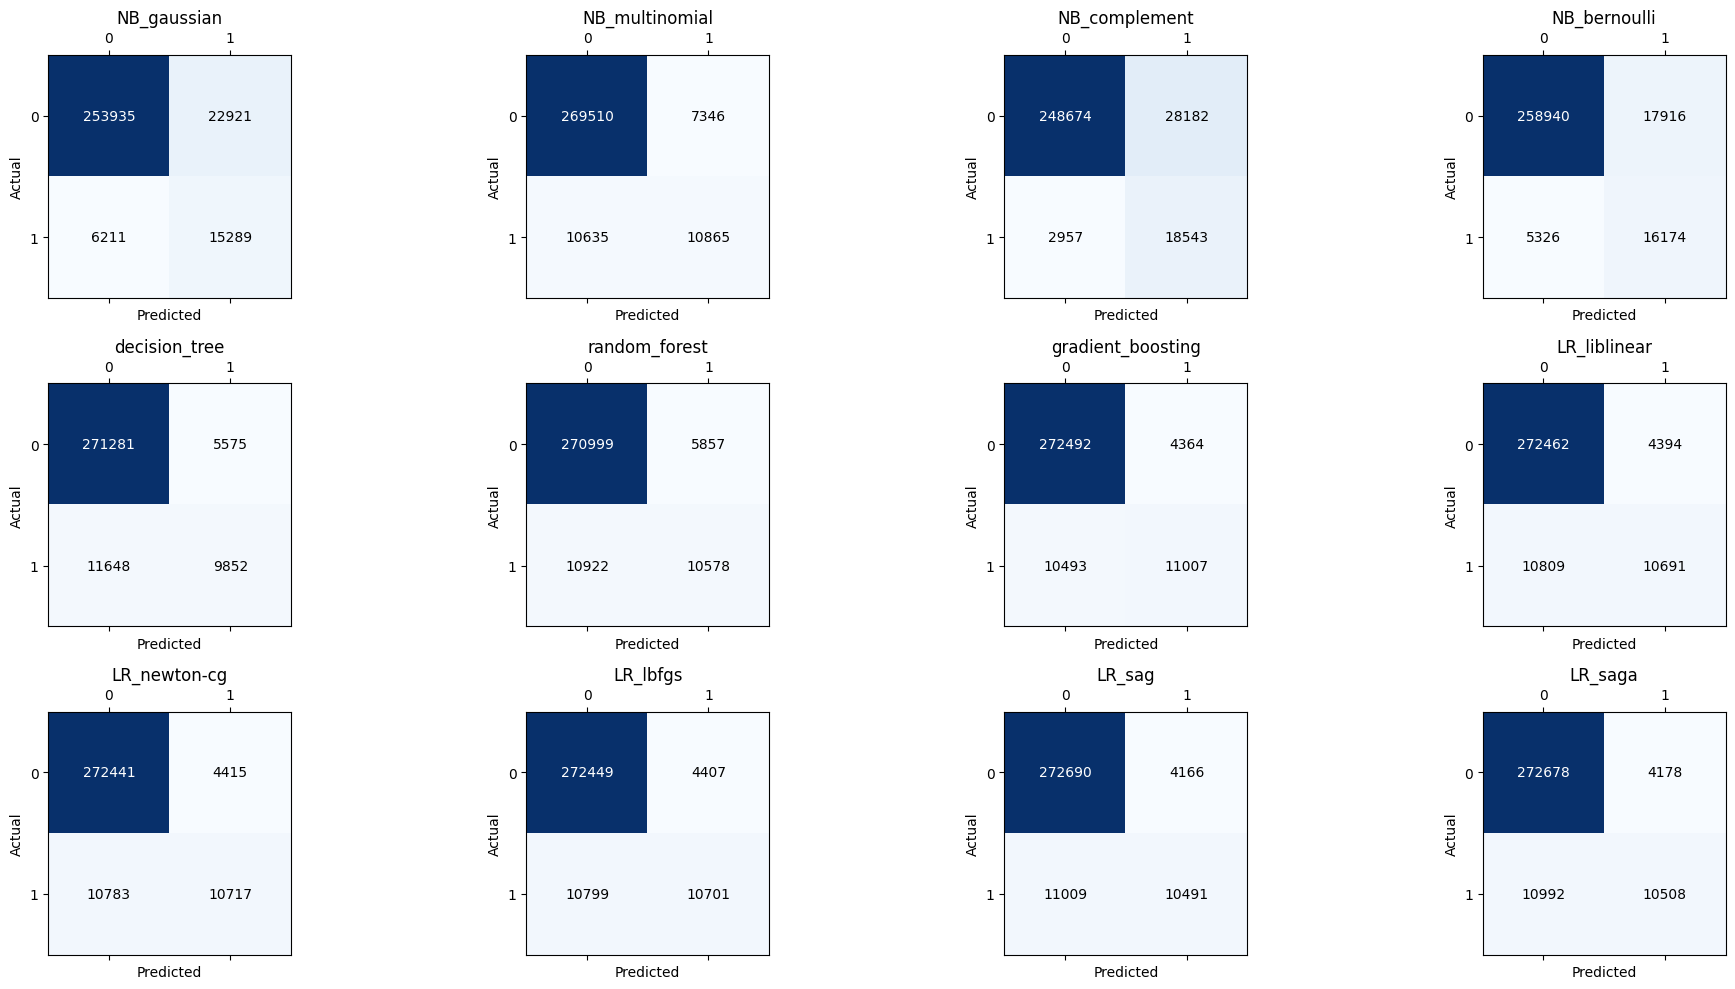 NB_gaussian
0 1
0 253935 22921
Actual
1 6211 15289
Predicted
NB_multinomial
0 1
0 269510 7346
Actual
1 10635 10865
Predicted
NB_complement
0 1
0 248674 28182
Actual
1 2957 18543
Predicted
NB_bernoulli
0 1
0 258940 17916
Actual
1 5326 16174
Predicted
decision_tree
0 1
0 271281 5575
Actual
1 11648 9852
Predicted
random_forest
0 1
0 270999 5857
Actual
1 10922 10578
Predicted
gradient_boosting
0 1
0 272492 4364
Actual
1 10493 11007
Predicted
LR_liblinear
0 1
0 272462 4394
Actual
1 10809 10691
Predicted
LR_newton-cg
0 1
0 272441 4415
Actual
1 10783 10717
Predicted
LR_lbfgs
0 1
0 272449 4407
Actual
1 10799 10701
Predicted
LR_sag
0 1
0 272690 4166
Actual
1 11009 10491
Predicted
LR_saga
0 1
0 272678 4178
Actual
1 10992 10508
Predicted